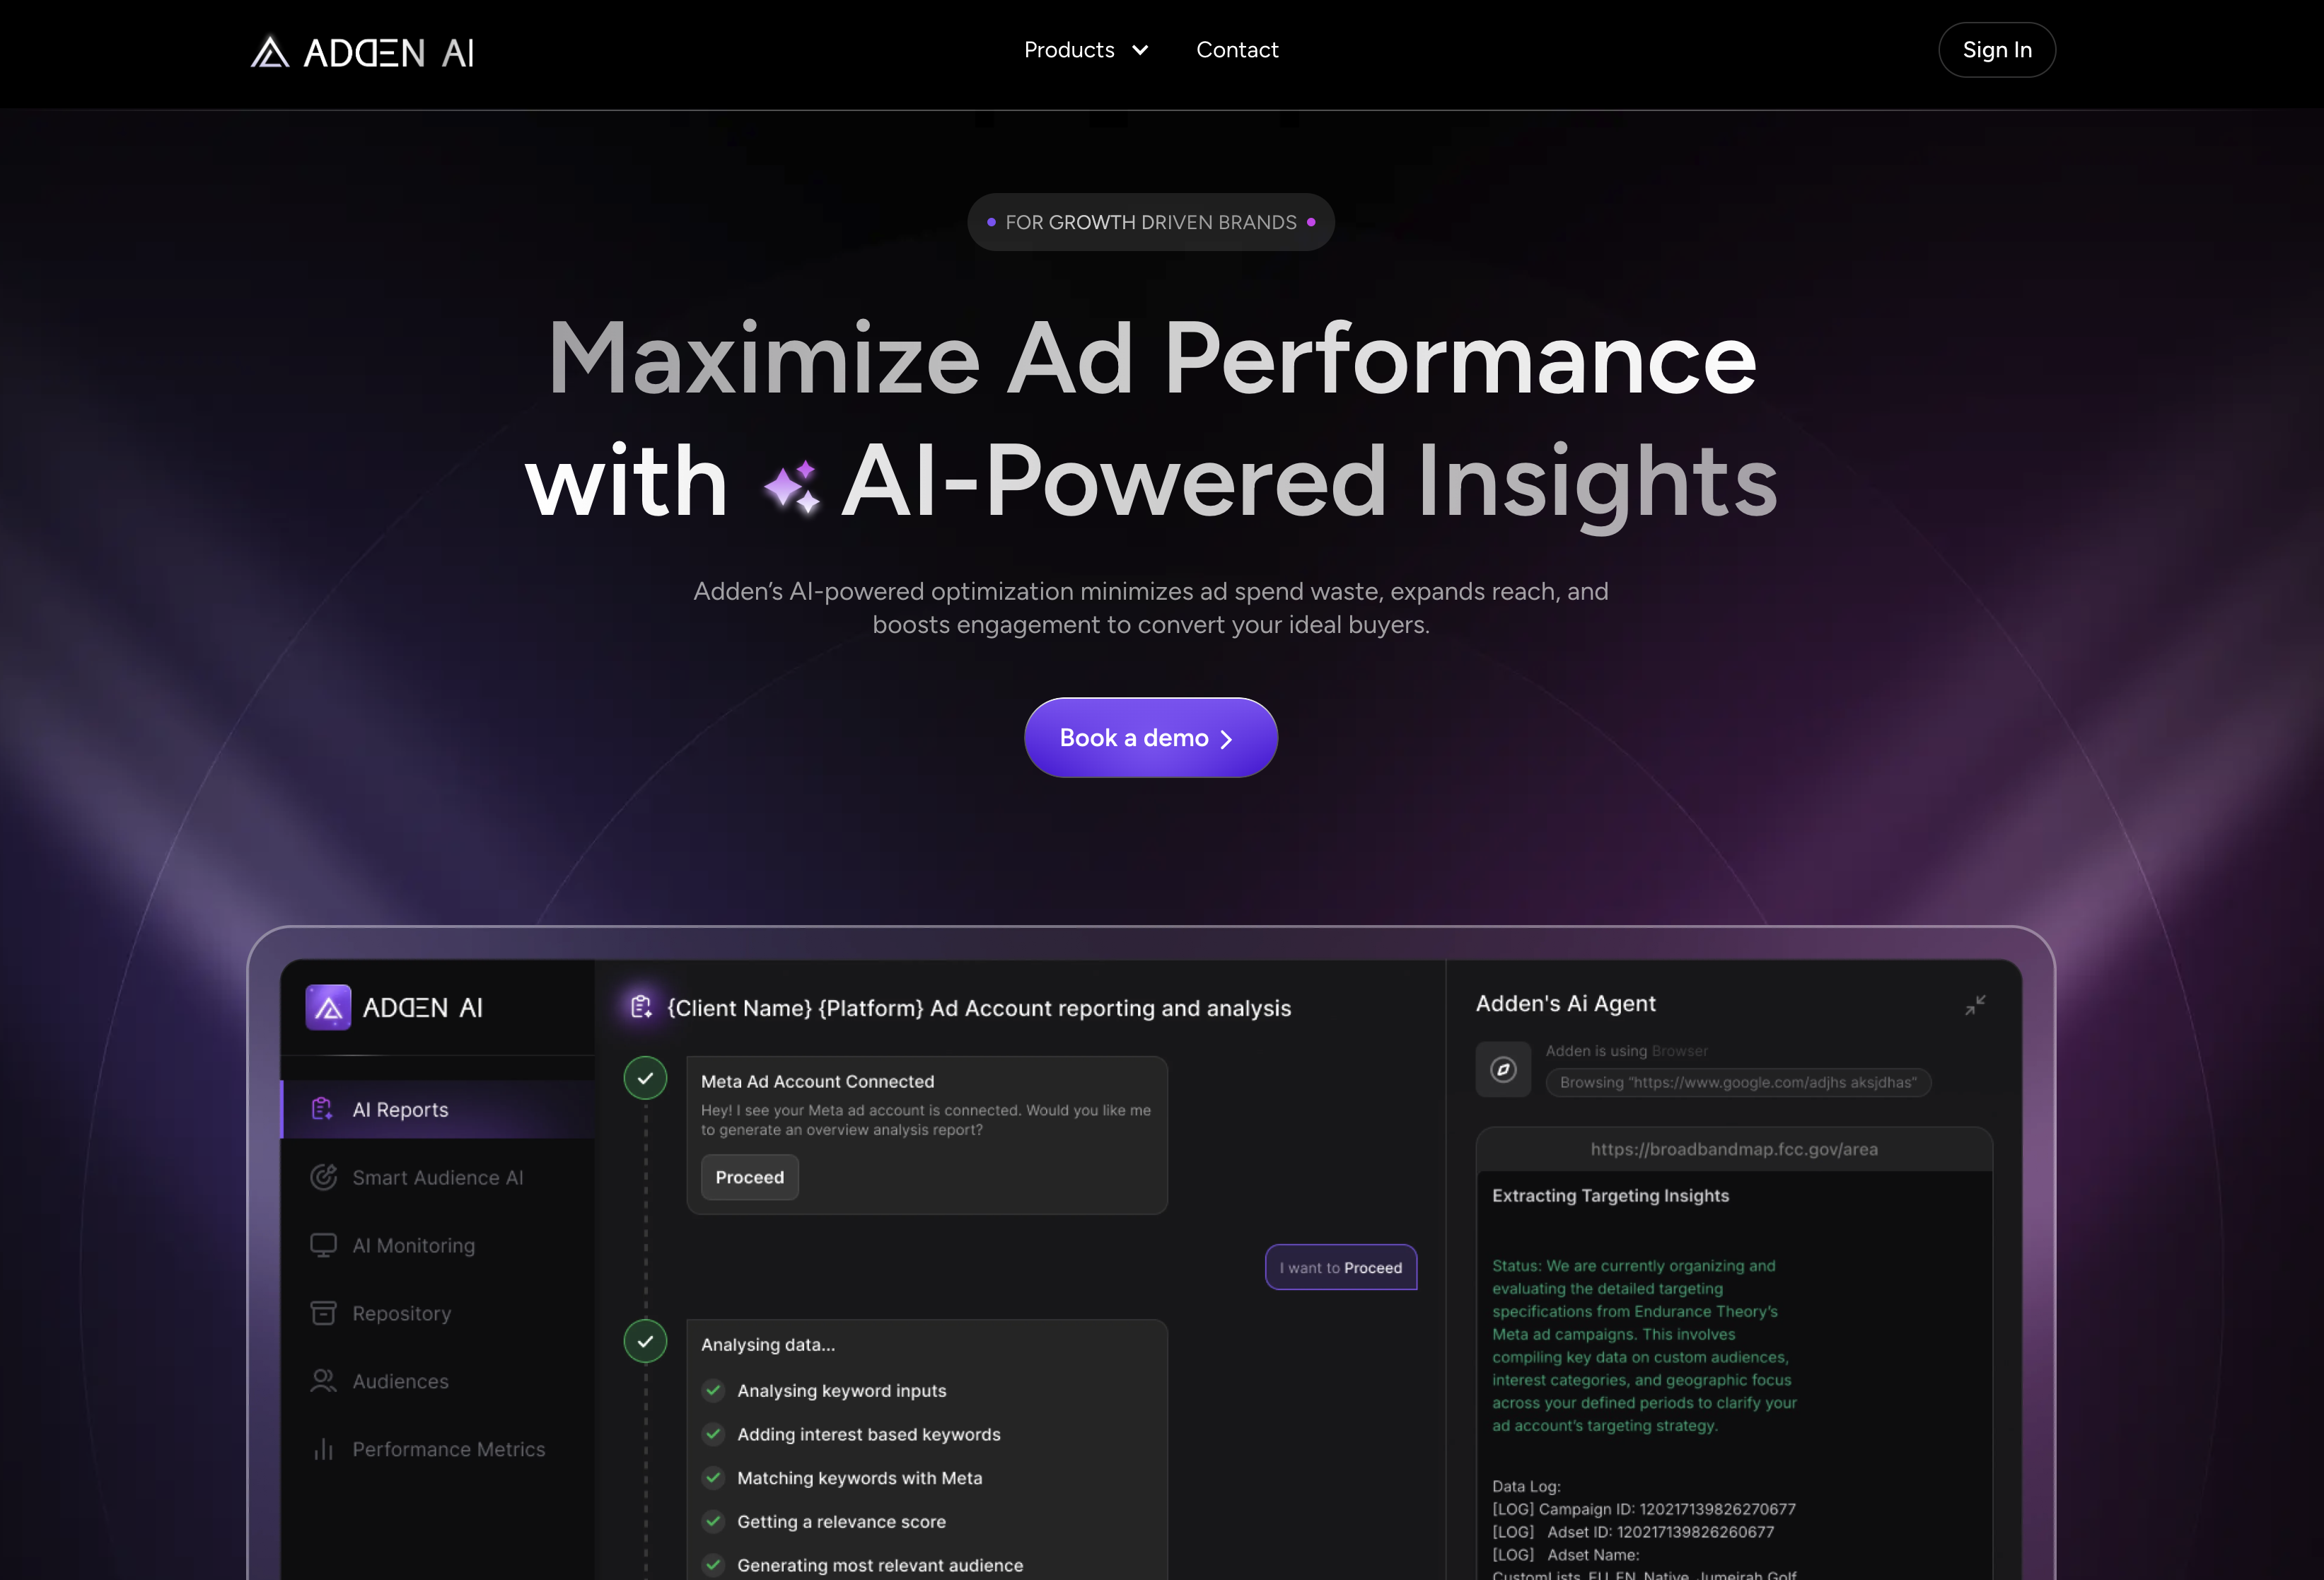 ADDEN AI
Products
Contact
Sign In
FOR GROWTH DRIVEN BRANDS
Maximize Ad Performance
with AI-Powered Insights
Adden’s AI-powered optimization minimizes ad spend waste, expands reach, and
boosts engagement to convert your ideal buyers.
Book a demo
ADDEN AI
AI Reports
Smart Audience AI
AI Monitoring
Repository
Audiences
Performance Metrics
{Client Name} {Platform} Ad Account reporting and analysis
Meta Ad Account Connected
Hey! I see your Meta ad account is connected. Would you like me
to generate an overview analysis report?
Proceed
I want to Proceed
Analysing data...
Analysing keyword inputs
Adding interest based keywords
Matching keywords with Meta
Getting a relevance score
Generating most relevant audience
Adden's Ai Agent
Adden is using Browser
Browsing “https://www.google.com/adjhs aksjdhas”
https://broadbandmap.fcc.gov/area
Extracting Targeting Insights
Status: We are currently organizing and
evaluating the detailed targeting
specifications from Endurance Theory’s
Meta ad campaigns. This involves
compiling key data on custom audiences,
interest categories, and geographic focus
across your defined periods to clarify your
ad account’s targeting strategy.
Data Log:
[LOG] Campaign ID: 120217139826270677
[LOG] Adset ID: 120217139826260677
[LOG] Adset Name:
CustomLists_EU_EN_Native_Jumeirah Golf